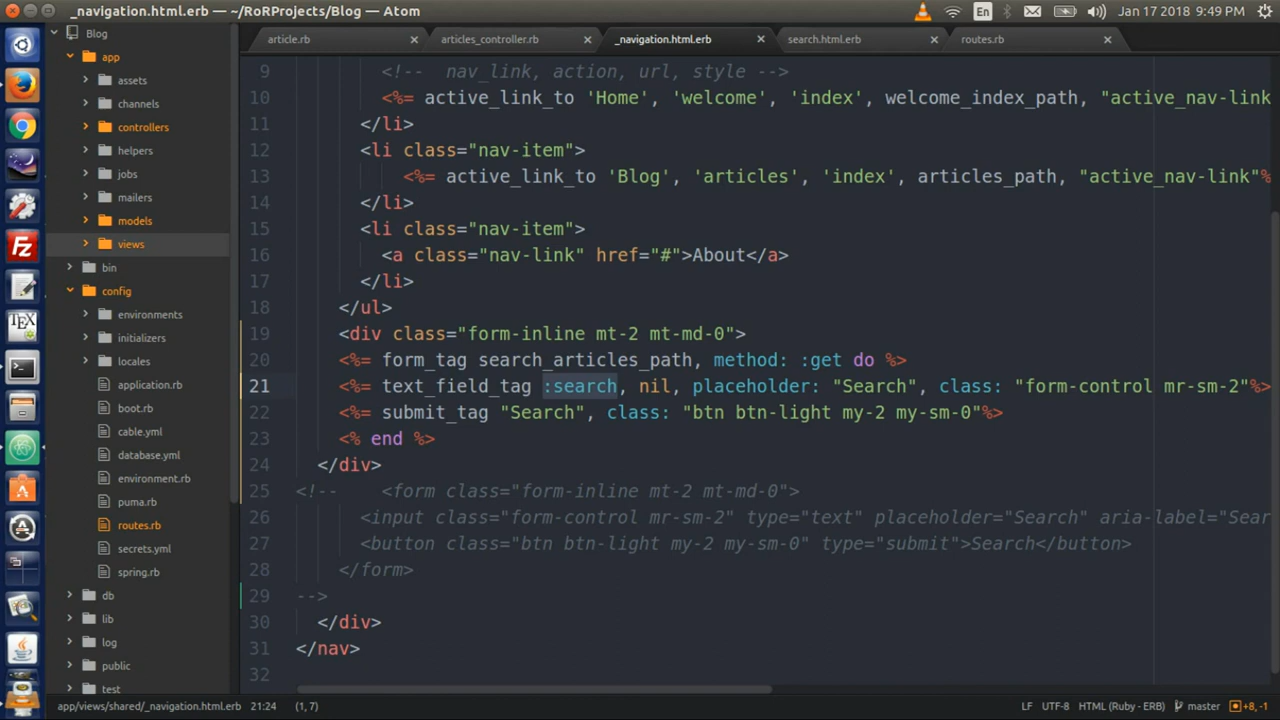 _navigation.html.erb — ~/RoRProjects/Blog — Atom
En
Jan 17 2018 9:49 PM
Blog
app
assets
channels
controllers
helpers
jobs
mailers
models
views
bin
config
environments
initializers
locales
application.rb
boot.rb
cable.yml
database.yml
environment.rb
puma.rb
routes.rb
secrets.yml
spring.rb
db
lib
log
public
test
article.rb
articles_controller.rb
_navigation.html.erb
search.html.erb
routes.rb
9 <!-- nav_link, action, url, style -->
10 <%= active_link_to 'Home', 'welcome', 'index', welcome_index_path, "active_nav-link
11 </li>
12 <li class="nav-item">
13 <%= active_link_to 'Blog', 'articles', 'index', articles_path, "active_nav-link"%
14 </li>
15 <li class="nav-item">
16 <a class="nav-link" href="#">About</a>
17 </li>
18 </ul>
19 <div class="form-inline mt-2 mt-md-0">
20 <%= form_tag search_articles_path, method: :get do %>
21 <%= text_field_tag :search, nil, placeholder: "Search", class: "form-control mr-sm-2"%>
22 <%= submit_tag "Search", class: "btn btn-light my-2 my-sm-0"%>
23 <% end %>
24 </div>
25 <!-- <form class="form-inline mt-2 mt-md-0">
26 <input class="form-control mr-sm-2" type="text" placeholder="Search" aria-label="Sear
27 <button class="btn btn-light my-2 my-sm-0" type="submit">Search</button>
28 </form>
29 -->
30 </div>
31 </nav>
32
app/views/shared/_navigation.html.erb 21:24 (1, 7)
LF UTF-8 HTML (Ruby - ERB) master +8, -1